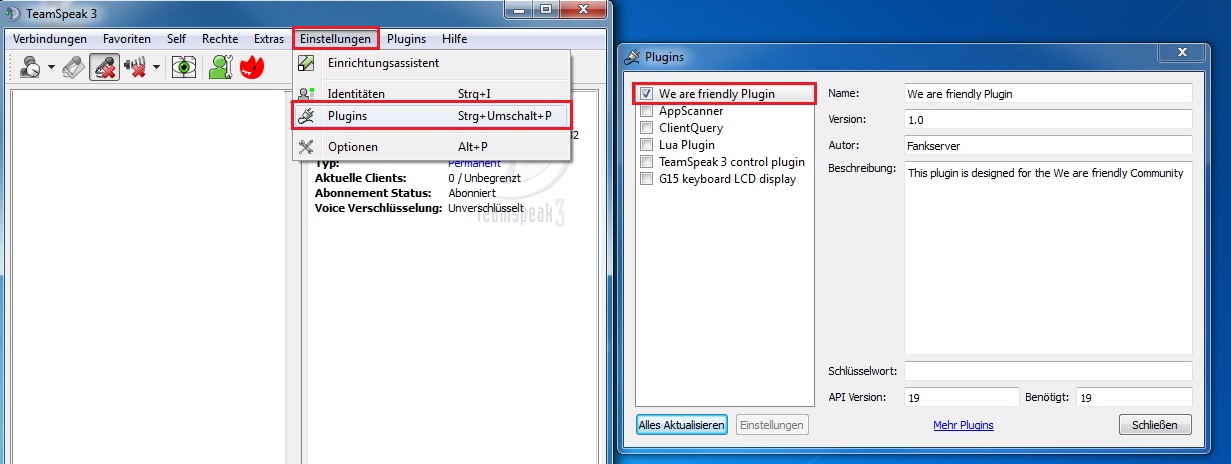 TeamSpeak 3
Verbindungen Favoriten Self Rechte Extras Einstellungen Plugins Hilfe
Einrichtungsassistent
Identitäten Strg+I
Plugins Strg+Umschalt+P
Optionen Alt+P
32
Typ: Permanent
Aktuelle Clients: 0 / Unbegrenzt
Abonnement Status: Abonniert
Voice Verschlüsselung: Unverschlüsselt
teamspeak3
Plugins
We are friendly Plugin
AppScanner
ClientQuery
Lua Plugin
TeamSpeak 3 control plugin
G15 keyboard LCD display
Alles Aktualisieren Einstellungen
Name: We are friendly Plugin
Version: 1.0
Autor: Fankserver
Beschreibung: This plugin is designed for the We are friendly Community
Schlüsselwort:
API Version: 19 Benötigt: 19
Mehr Plugins Schließen